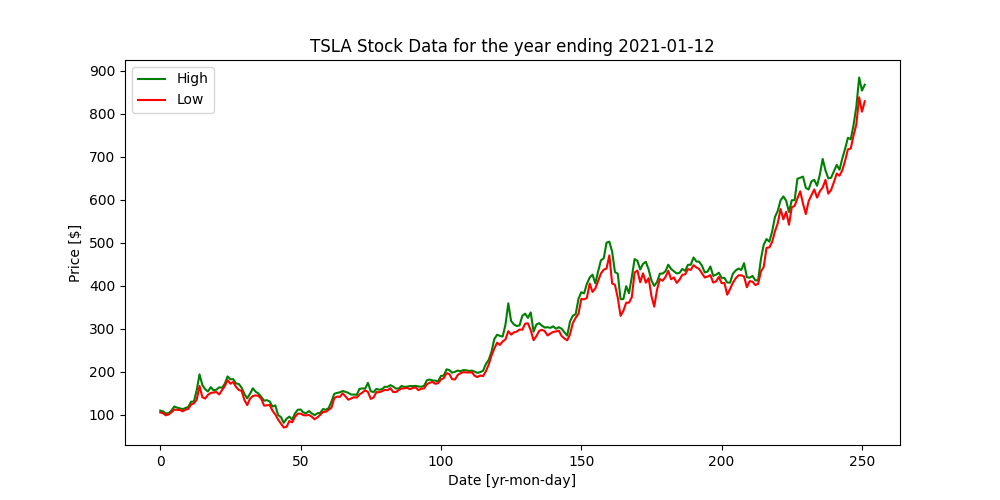 TSLA Stock Data for the year ending 2021-01-12
High
Low
900
800
700
600
500
400
300
200
100
Price [$]
0 50 100 150 200 250
Date [yr-mon-day]